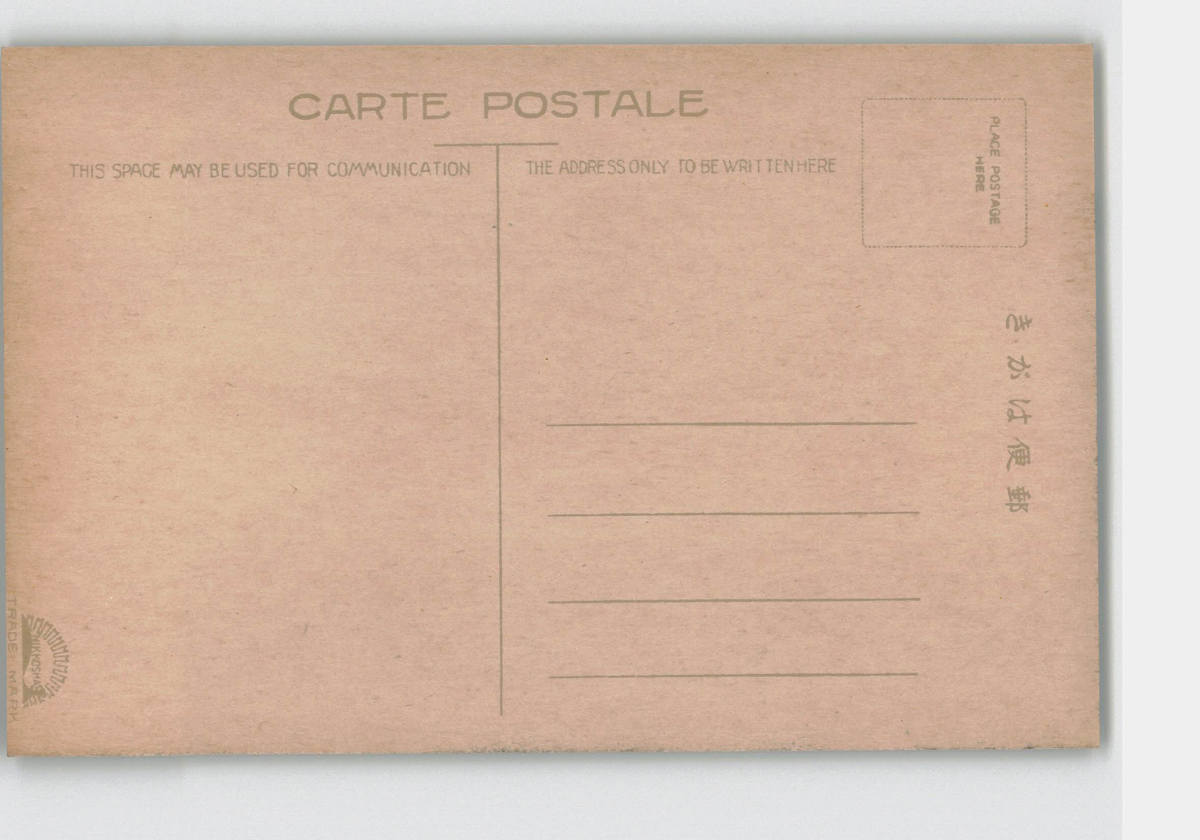 CARTE POSTALE
THIS SPACE MAY BE USED FOR COMMUNICATION
THE ADDRESS ONLY TO BE WRITTEN HERE
PLACE POSTAGE
HERE
きがは便郵
NIKKOSHA
TRADE MARK